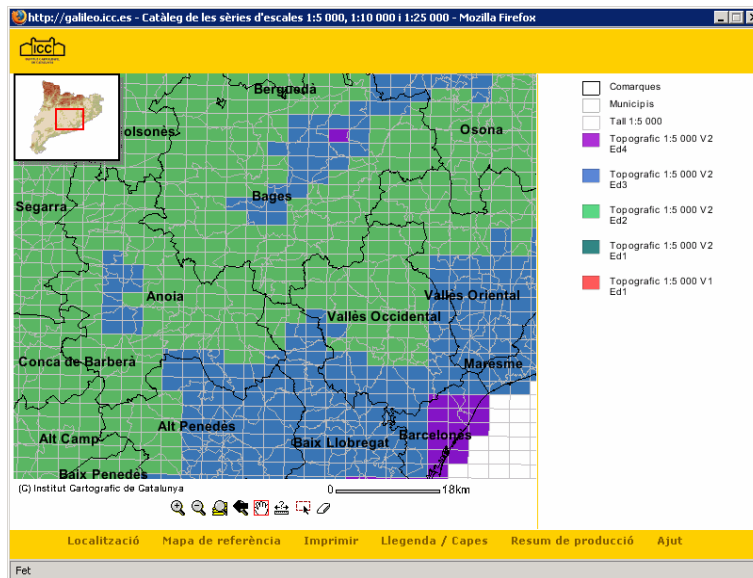 http://galileo.icc.es - Catàleg de les sèries d'escales 1:5 000, 1:10 000 i 1:25 000 - Mozilla Firefox
icc
INSTITUT CARTOGRÀFIC
DE CATALUNYA
Berguedà
olsonès
Osona
Segarra
Bages
Anoia
Vallès Oriental
Vallès Occidental
Conca de Barberà
Maresme
Alt Camp
Alt Penedès
Baix Llobregat
Barcelonès
Baix Penedès
Comarques
Municipis
Tall 1:5 000
Topografic 1:5 000 V2
Ed4
Topografic 1:5 000 V2
Ed3
Topografic 1:5 000 V2
Ed2
Topografic 1:5 000 V2
Ed1
Topografic 1:5 000 V1
Ed1
(C) Institut Cartografic de Catalunya
0 18km
Localització Mapa de referència Imprimir Llegenda / Capes Resum de producció Ajut
Fet